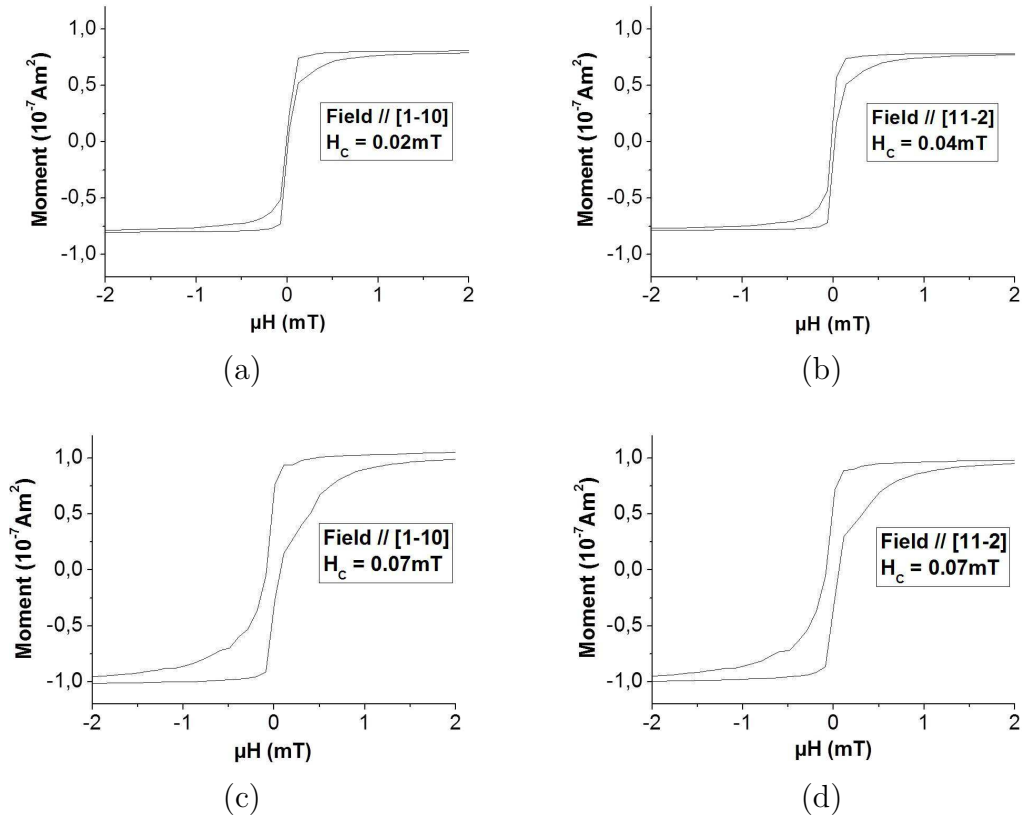 1,0
0,5
0,0
-0,5
-1,0
Moment (10⁻⁷Am²)
Field // [1-10]
H_C = 0.02mT
-2 -1 0 1 2
µH (mT)
(a)
1,0
0,5
0,0
-0,5
-1,0
Moment (10⁻⁷Am²)
Field // [11-2]
H_C = 0.04mT
-2 -1 0 1 2
µH (mT)
(b)
1,0
0,5
0,0
-0,5
-1,0
Moment (10⁻⁷Am²)
Field // [1-10]
H_C = 0.07mT
-2 -1 0 1 2
µH (mT)
(c)
1,0
0,5
0,0
-0,5
-1,0
Moment (10⁻⁷Am²)
Field // [11-2]
H_C = 0.07mT
-2 -1 0 1 2
µH (mT)
(d)